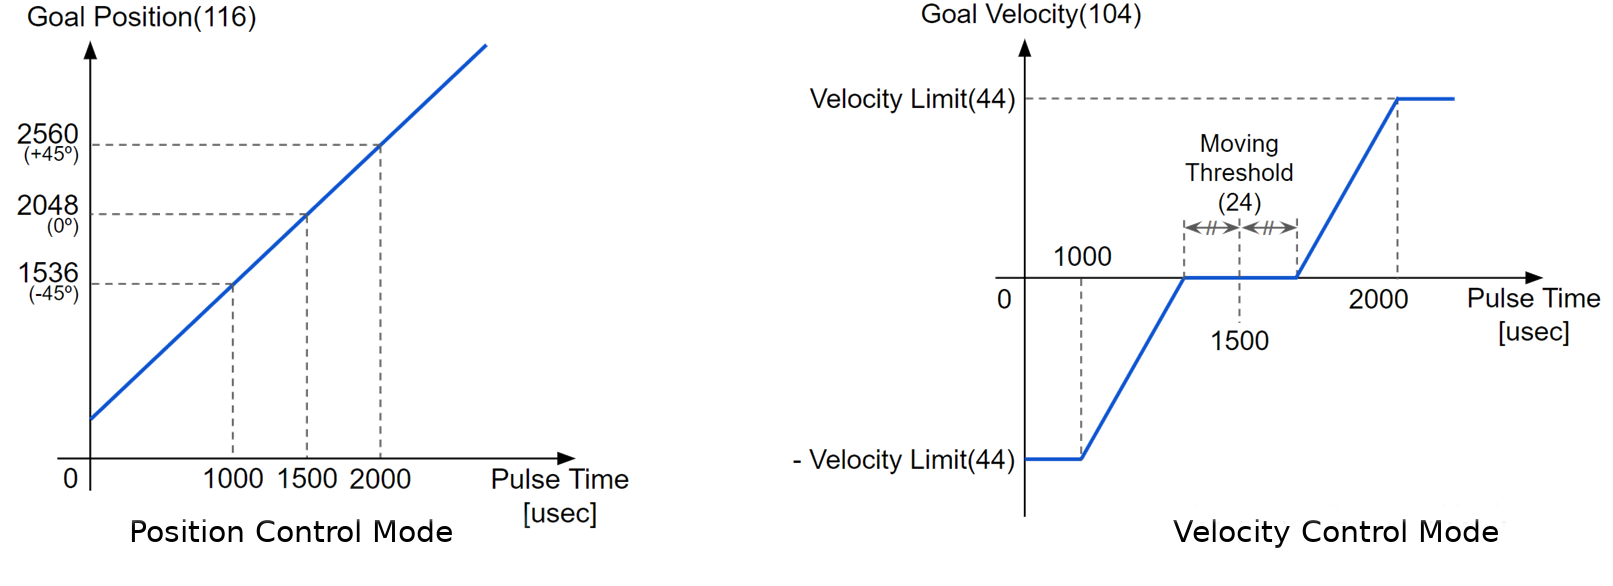 Goal Position(116)
2560
(+45º)
2048
(0º)
1536
(-45º)
0
1000 1500 2000
Pulse Time
[usec]
Position Control Mode
Goal Velocity(104)
Velocity Limit(44)
Moving
Threshold
(24)
1000
0
2000
Pulse Time
[usec]
1500
- Velocity Limit(44)
Velocity Control Mode